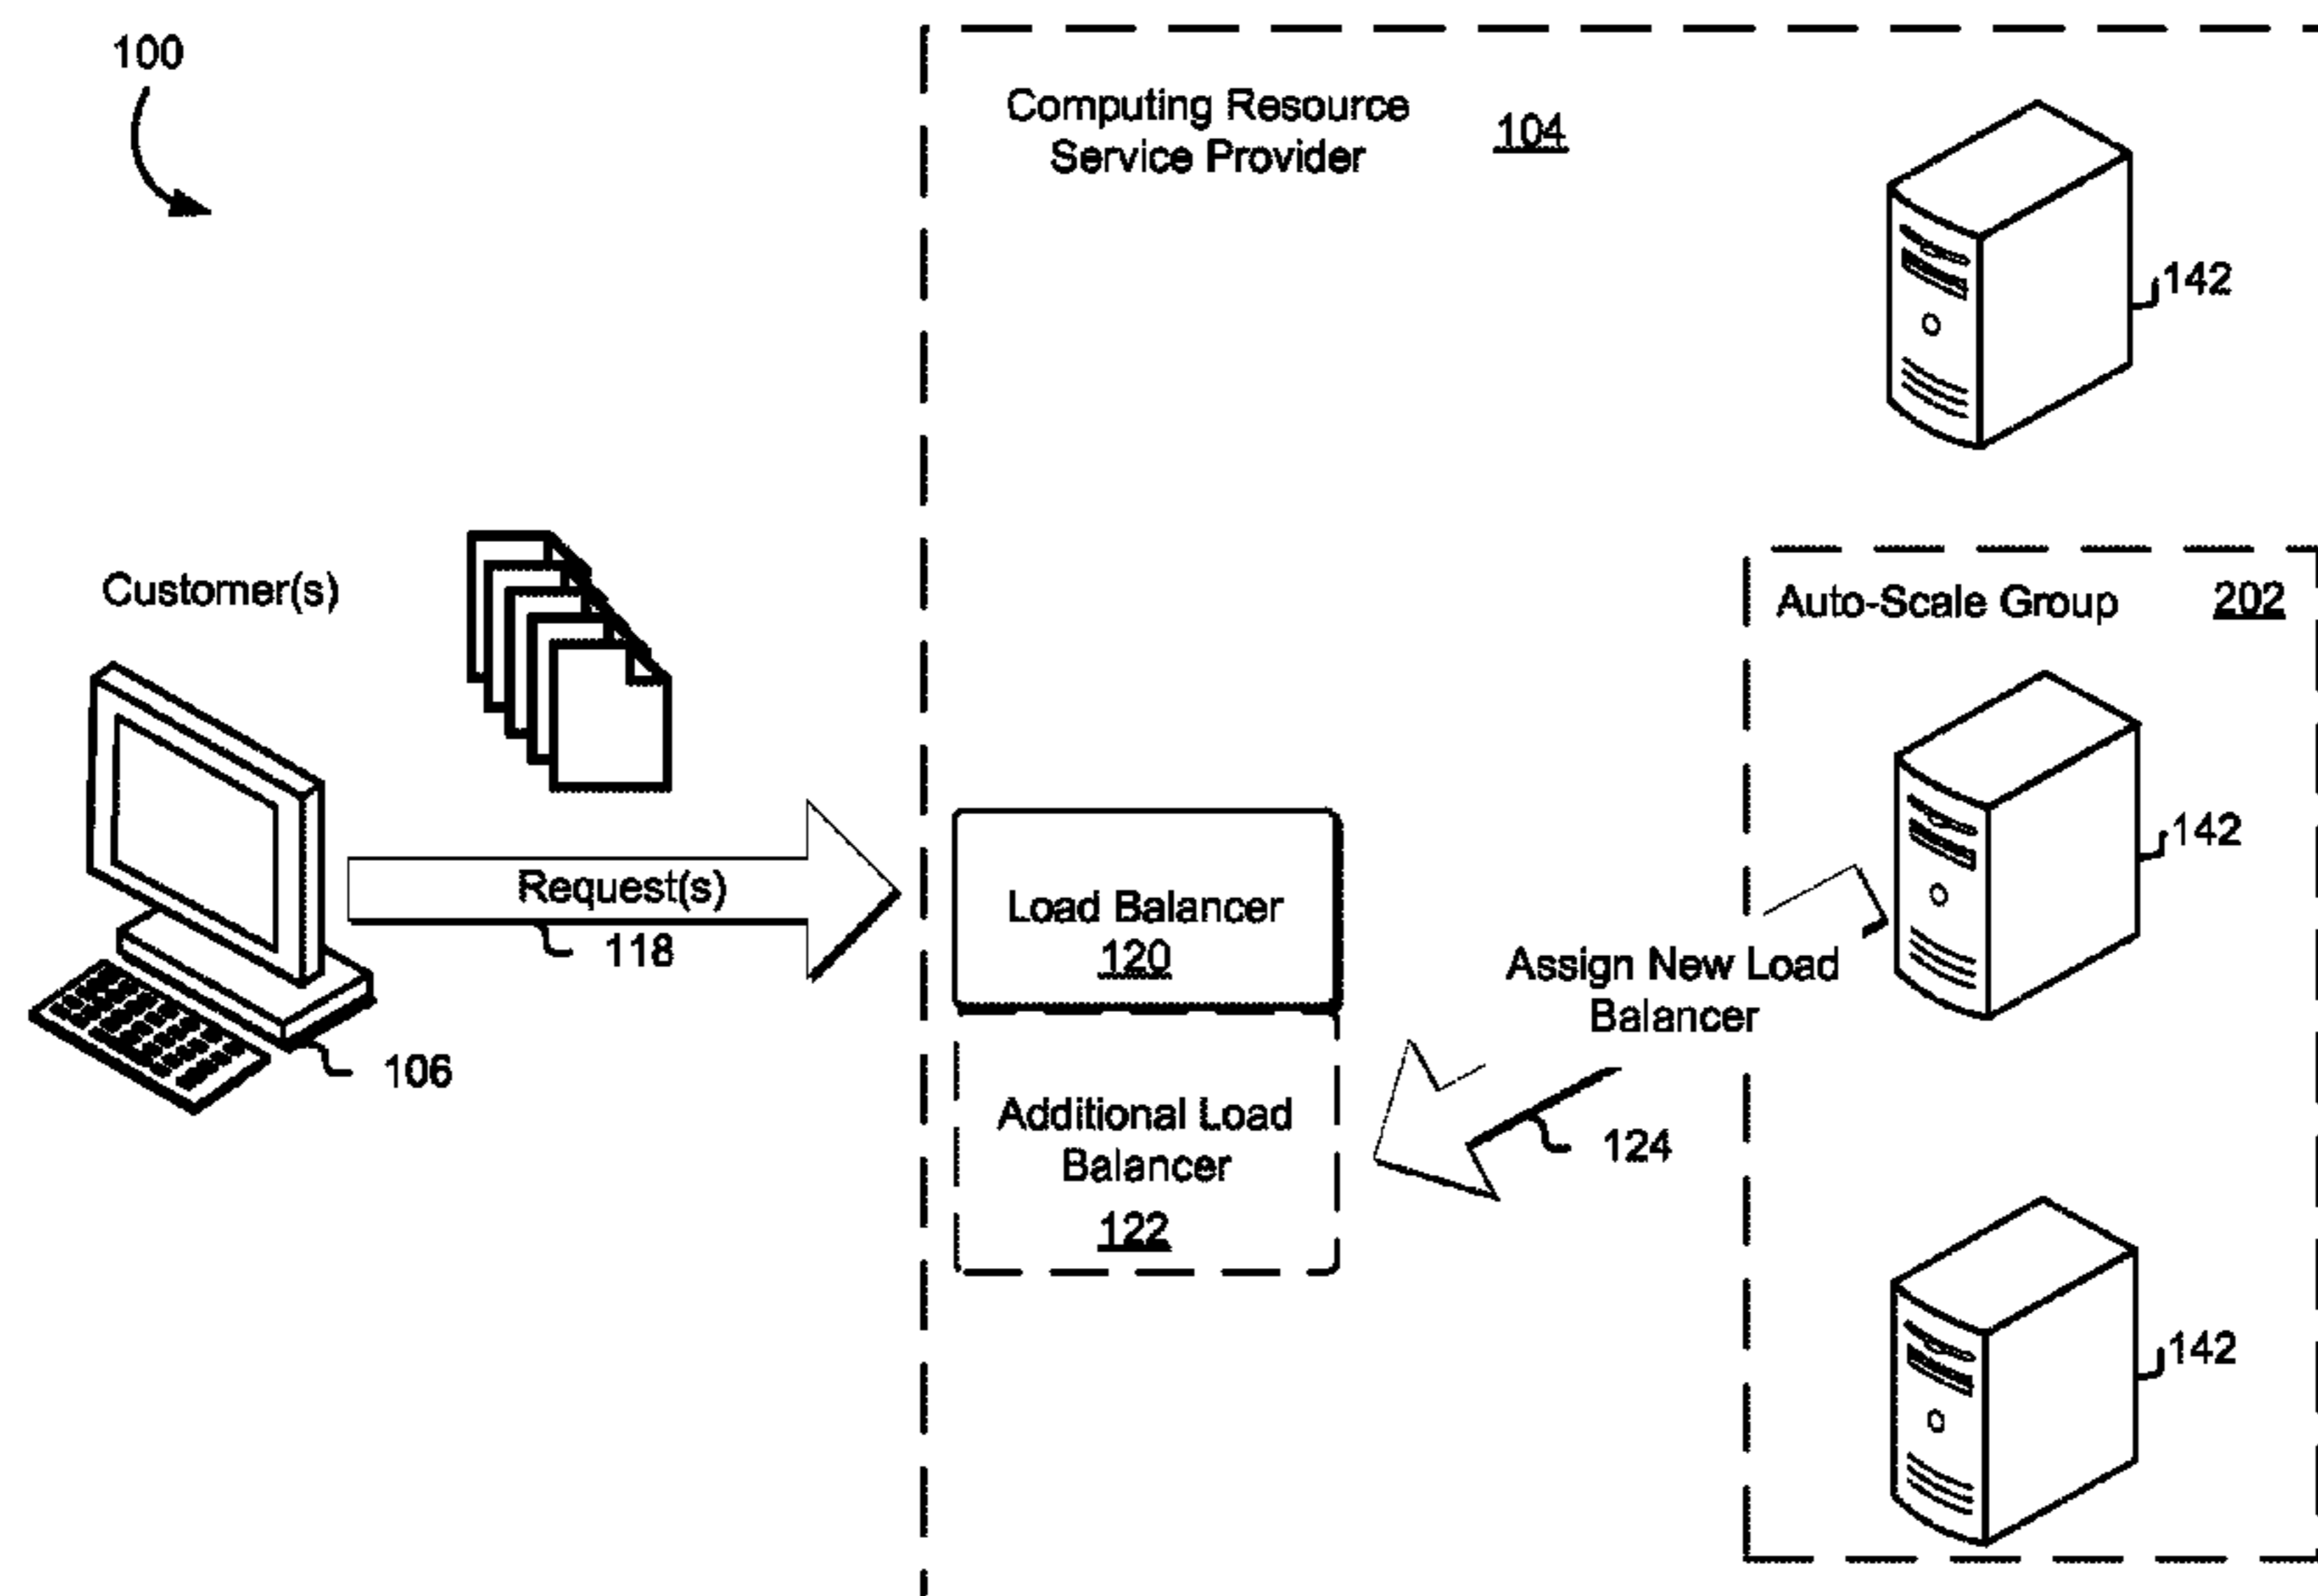 100
Computing Resource
Service Provider
104
142
Customer(s)
Auto-Scale Group
202
142
Request(s)
118
Load Balancer
120
Assign New Load
Balancer
106
Additional Load
Balancer
122
124
142